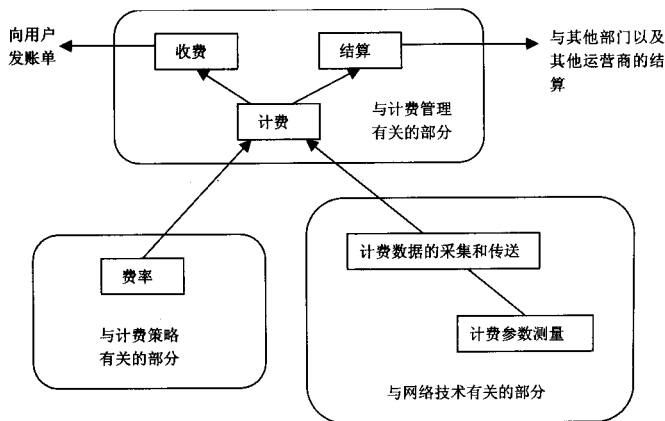 向用户
发账单
收费
结算
与其他部门以及
其他运营商的结
算
计费
与计费管理
有关的部分
费率
与计费策略
有关的部分
计费数据的采集和传送
计费参数测量
与网络技术有关的部分